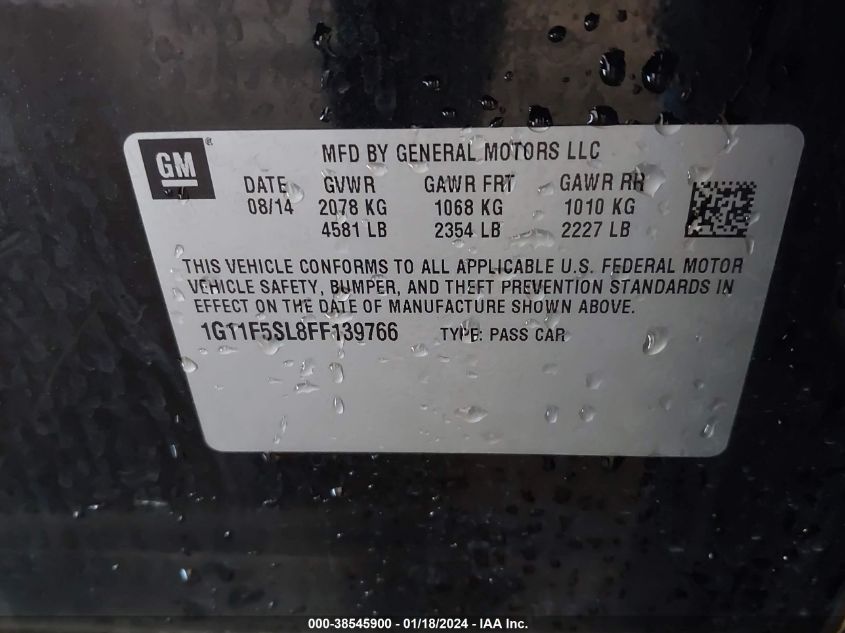 GM ®
MFD BY GENERAL MOTORS LLC
DATE GVWR GAWR FRT GAWR RR
08/14 2078 KG 1068 KG 1010 KG
4581 LB 2354 LB 2227 LB
THIS VEHICLE CONFORMS TO ALL APPLICABLE U.S. FEDERAL MOTOR
VEHICLE SAFETY, BUMPER, AND THEFT PREVENTION STANDARDS IN
EFFECT ON THE DATE OF MANUFACTURE SHOWN ABOVE.
1G11F5SL8FF139766 TYPE: PASS CAR
000-38545900 - 01/18/2024 - IAA Inc.